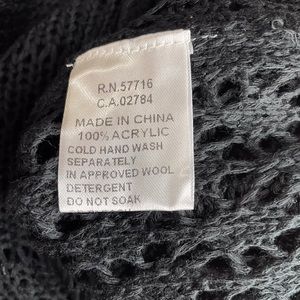 R.N.57716
C.A.02784
MADE IN CHINA
100% ACRYLIC
COLD HAND WASH
SEPARATELY
IN APPROVED WOOL
DETERGENT
DO NOT SOAK